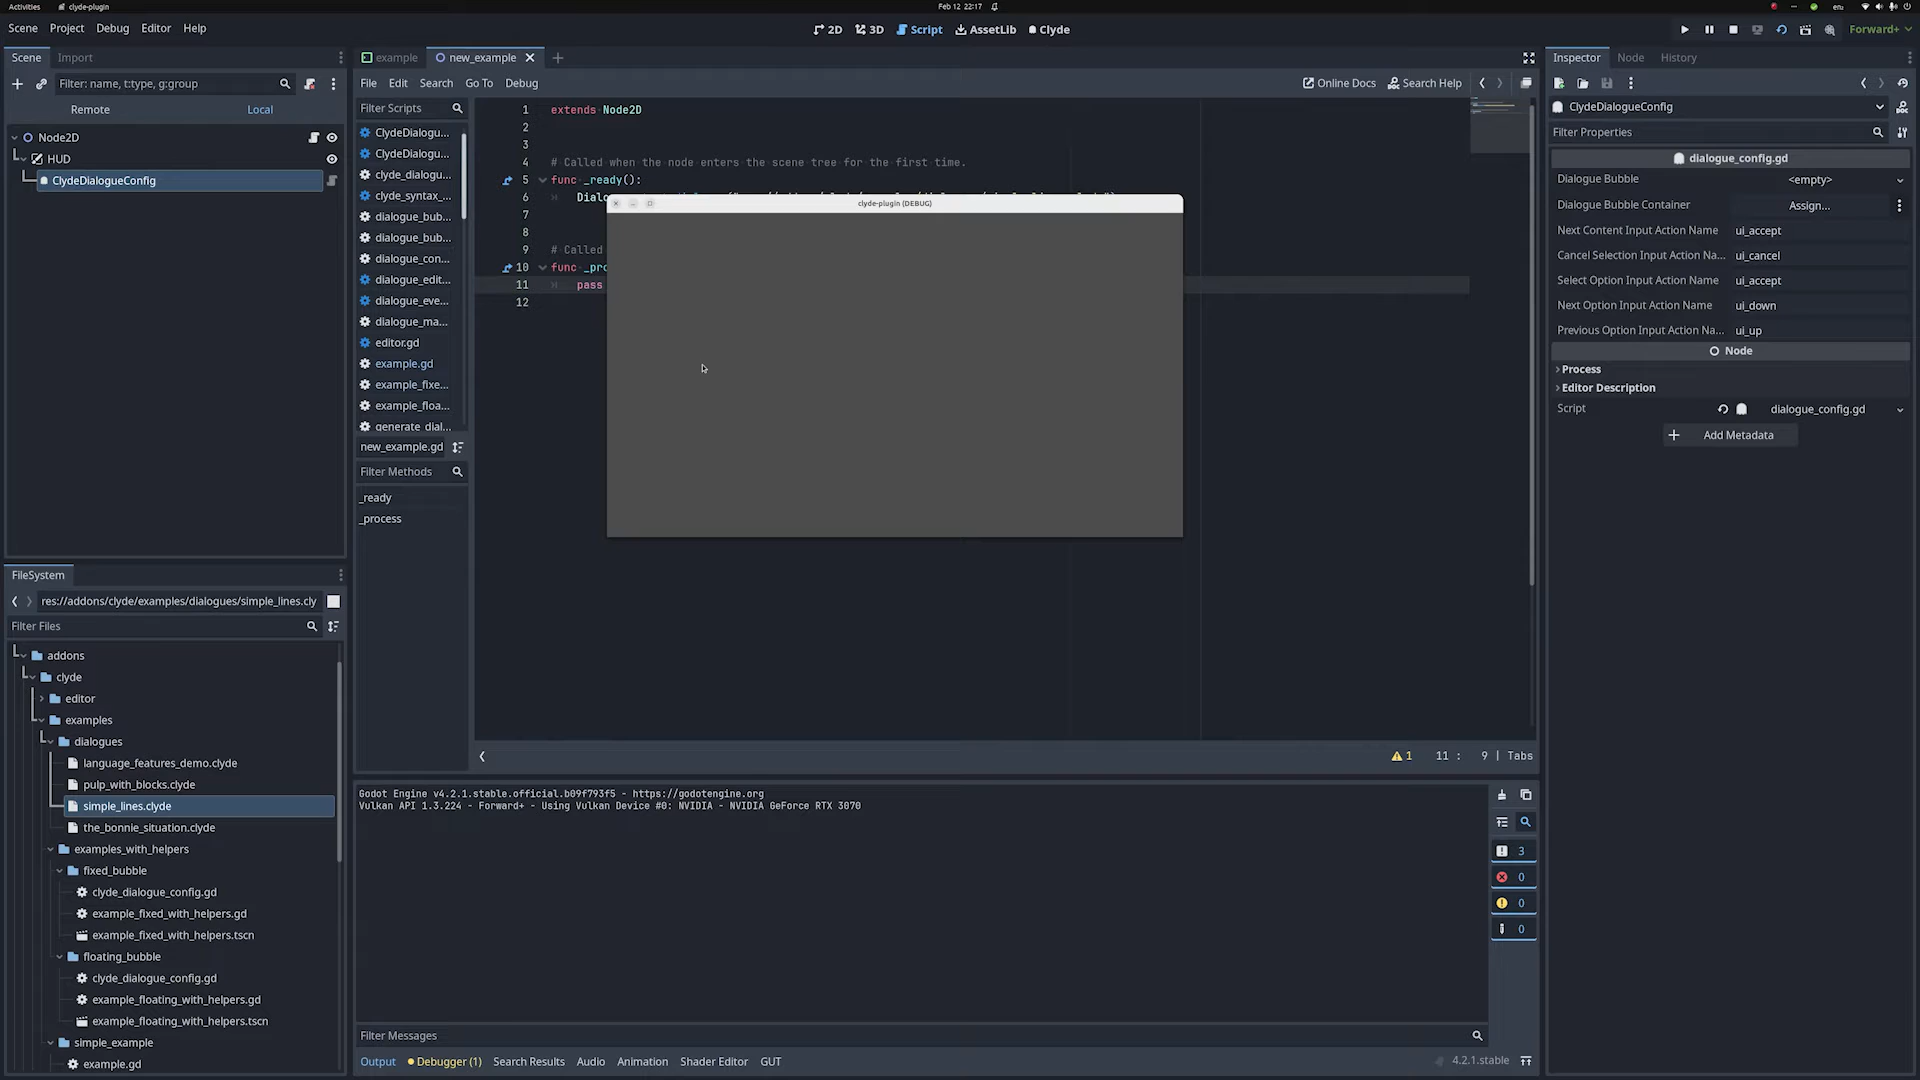 Activities clyde-plugin Feb 12 22:17 en₁
Scene Project Debug Editor Help 2D 3D Script AssetLib Clyde Forward+
Scene Import
Filter: name, t:type, g:group
Remote Local
Node2D
HUD
ClydeDialogueConfig
FileSystem
res://addons/clyde/examples/dialogues/simple_lines.cly
Filter Files
addons
clyde
editor
examples
dialogues
language_features_demo.clyde
pulp_with_blocks.clyde
simple_lines.clyde
the_bonnie_situation.clyde
examples_with_helpers
fixed_bubble
clyde_dialogue_config.gd
example_fixed_with_helpers.gd
example_fixed_with_helpers.tscn
floating_bubble
clyde_dialogue_config.gd
example_floating_with_helpers.gd
example_floating_with_helpers.tscn
simple_example
example.gd
example new_example
File Edit Search Go To Debug Online Docs Search Help
Filter Scripts
ClydeDialogu...
ClydeDialogu...
clyde_dialogu...
clyde_syntax_...
dialogue_bub...
dialogue_bub...
dialogue_con...
dialogue_edit...
dialogue_eve...
dialogue_ma...
editor.gd
example.gd
example_fixe...
example_floa...
generate_dial...
new_example.gd
Filter Methods
_ready
_process
1 extends Node2D
2
3
4 # Called when the node enters the scene tree for the first time.
5 func _ready():
6 Dialo
7
8
9 # Called
10 func _pro
11 pass
12
clyde-plugin (DEBUG)
1 11 : 9 | Tabs
Godot Engine v4.2.1.stable.official.b09f793f5 - https://godotengine.org
Vulkan API 1.3.224 - Forward+ - Using Vulkan Device #0: NVIDIA - NVIDIA GeForce RTX 3070
3
0
0
0
Filter Messages
Output Debugger (1) Search Results Audio Animation Shader Editor GUT 4.2.1.stable
Inspector Node History
ClydeDialogueConfig
Filter Properties
dialogue_config.gd
Dialogue Bubble <empty>
Dialogue Bubble Container Assign...
Next Content Input Action Name ui_accept
Cancel Selection Input Action Na... ui_cancel
Select Option Input Action Name ui_accept
Next Option Input Action Name ui_down
Previous Option Input Action Na... ui_up
Node
Process
Editor Description
Script dialogue_config.gd
Add Metadata